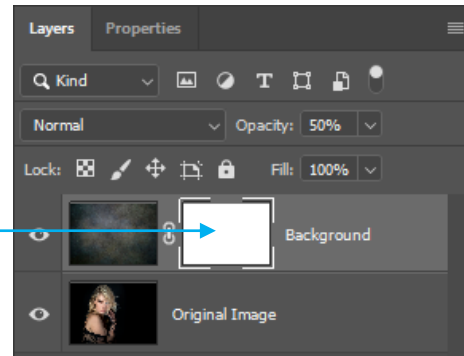 Layers Properties
Kind T
Normal Opacity: 50%
Lock: Fill: 100%
Background
Original Image